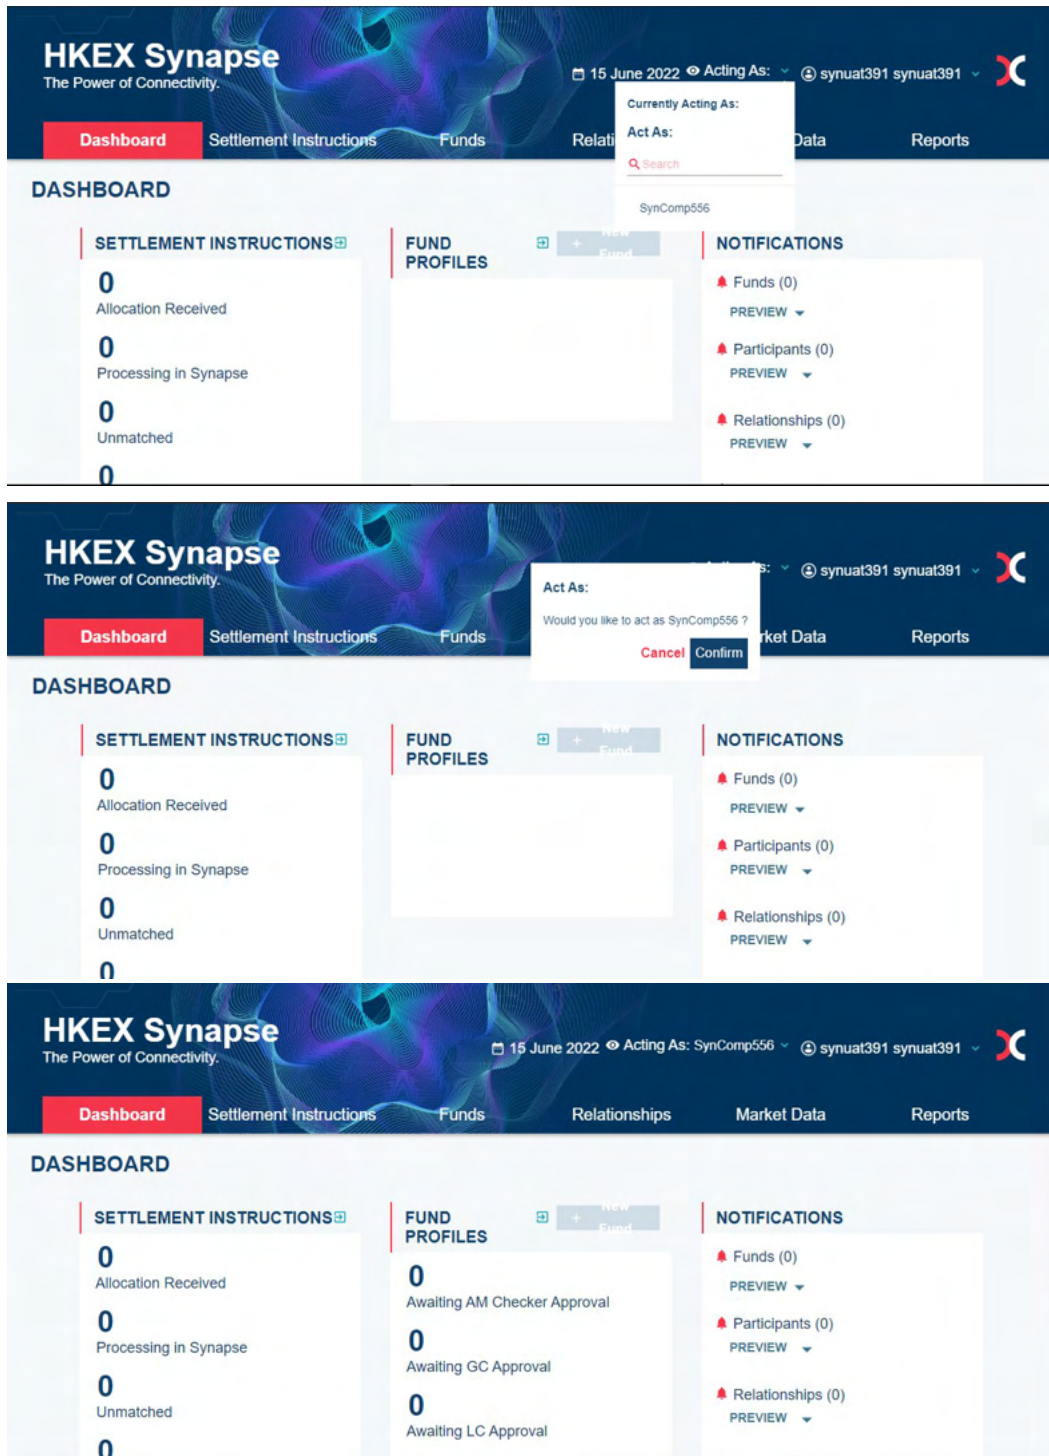 HKEX Synapse
The Power of Connectivity.
15 June 2022 Acting As: synuat391 synuat391
Currently Acting As:
Act As:
Search
SynComp556
Dashboard Settlement Instructions Funds Relati Data Reports
DASHBOARD
SETTLEMENT INSTRUCTIONS
0
Allocation Received
0
Processing in Synapse
0
Unmatched
0
FUND
PROFILES
+ New
Fund
NOTIFICATIONS
Funds (0)
PREVIEW
Participants (0)
PREVIEW
Relationships (0)
PREVIEW
HKEX Synapse
The Power of Connectivity.
s: synuat391 synuat391
Act As:
Would you like to act as SynComp556 ?
Cancel Confirm
Dashboard Settlement Instructions Funds rket Data Reports
DASHBOARD
SETTLEMENT INSTRUCTIONS
0
Allocation Received
0
Processing in Synapse
0
Unmatched
0
FUND
PROFILES
+ New
Fund
NOTIFICATIONS
Funds (0)
PREVIEW
Participants (0)
PREVIEW
Relationships (0)
PREVIEW
HKEX Synapse
The Power of Connectivity.
15 June 2022 Acting As: SynComp556 synuat391 synuat391
Dashboard Settlement Instructions Funds Relationships Market Data Reports
DASHBOARD
SETTLEMENT INSTRUCTIONS
0
Allocation Received
0
Processing in Synapse
0
Unmatched
0
FUND
PROFILES
+ New
Fund
0
Awaiting AM Checker Approval
0
Awaiting GC Approval
0
Awaiting LC Approval
NOTIFICATIONS
Funds (0)
PREVIEW
Participants (0)
PREVIEW
Relationships (0)
PREVIEW